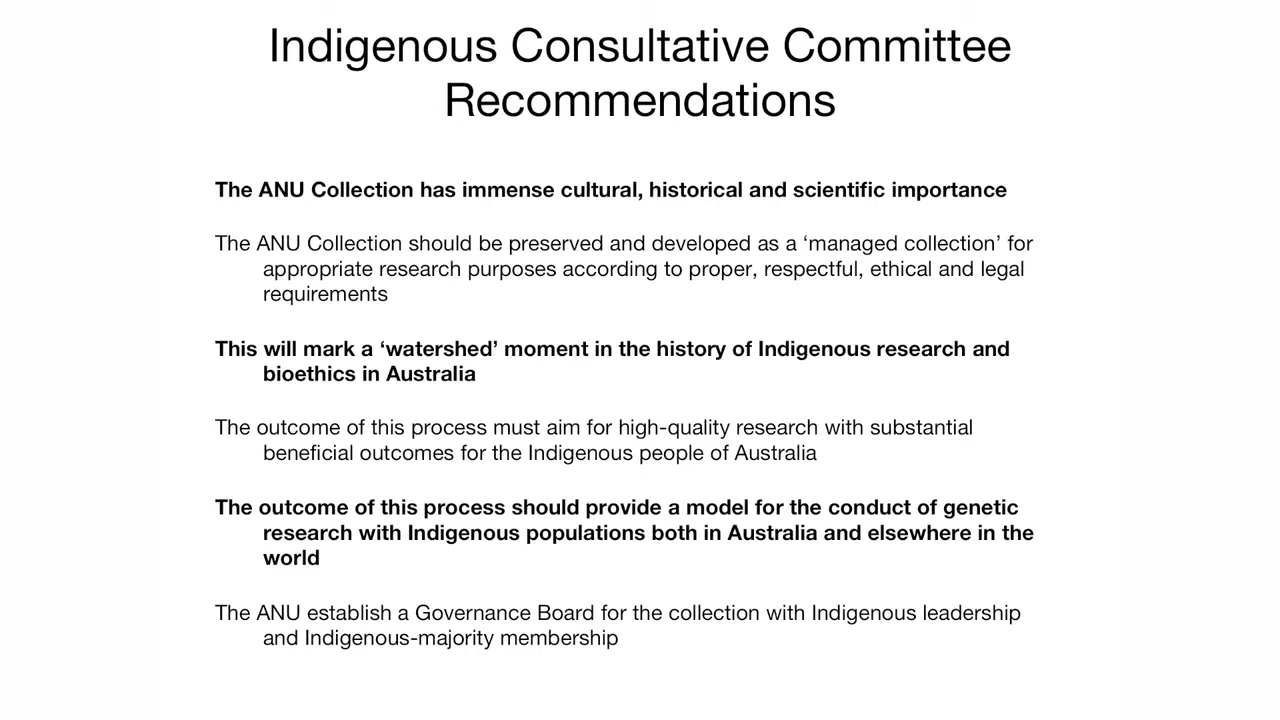 Indigenous Consultative Committee
Recommendations
The ANU Collection has immense cultural, historical and scientific importance
The ANU Collection should be preserved and developed as a ‘managed collection’ for
appropriate research purposes according to proper, respectful, ethical and legal
requirements
This will mark a ‘watershed’ moment in the history of Indigenous research and
bioethics in Australia
The outcome of this process must aim for high-quality research with substantial
beneficial outcomes for the Indigenous people of Australia
The outcome of this process should provide a model for the conduct of genetic
research with Indigenous populations both in Australia and elsewhere in the
world
The ANU establish a Governance Board for the collection with Indigenous leadership
and Indigenous-majority membership